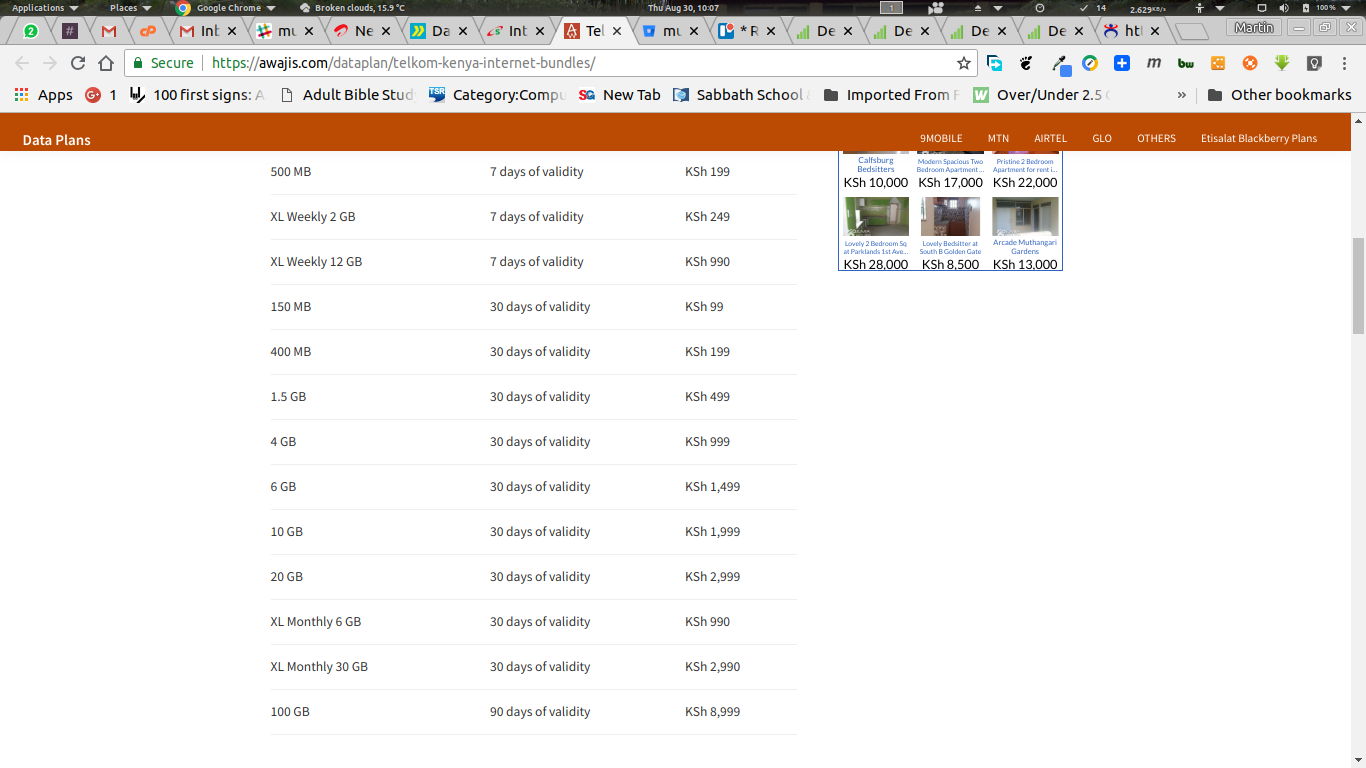 Applications Places Google Chrome Broken clouds, 15.9 °C Thu Aug 30, 10:07 1 14 2.629KB/s 100%
2 # Inb mu Ne Da Int Tel mu * R De De De De htt Martin
Secure https://awajis.com/dataplan/telkom-kenya-internet-bundles/ m bw
Apps G+ 1 100 first signs: A Adult Bible Stud TSR Category:Compu SG New Tab Sabbath School Imported From F W Over/Under 2.5 » Other bookmarks
Data Plans 9MOBILE MTN AIRTEL GLO OTHERS Etisalat Blackberry Plans
500 MB 7 days of validity KSh 199
XL Weekly 2 GB 7 days of validity KSh 249
XL Weekly 12 GB 7 days of validity KSh 990
150 MB 30 days of validity KSh 99
400 MB 30 days of validity KSh 199
1.5 GB 30 days of validity KSh 499
4 GB 30 days of validity KSh 999
6 GB 30 days of validity KSh 1,499
10 GB 30 days of validity KSh 1,999
20 GB 30 days of validity KSh 2,999
XL Monthly 6 GB 30 days of validity KSh 990
XL Monthly 30 GB 30 days of validity KSh 2,990
100 GB 90 days of validity KSh 8,999
Calfsburg Bedsitters
KSh 10,000
Modern Spacious Two
Bedroom Apartment ...
KSh 17,000
Pristine 2 Bedroom
Apartment for rent i...
KSh 22,000
Lovely 2 Bedroom Sq
at Parklands 1st Ave...
KSh 28,000
Lovely Bedsitter at
South B Golden Gate
KSh 8,500
Arcade Muthangari
Gardens
KSh 13,000